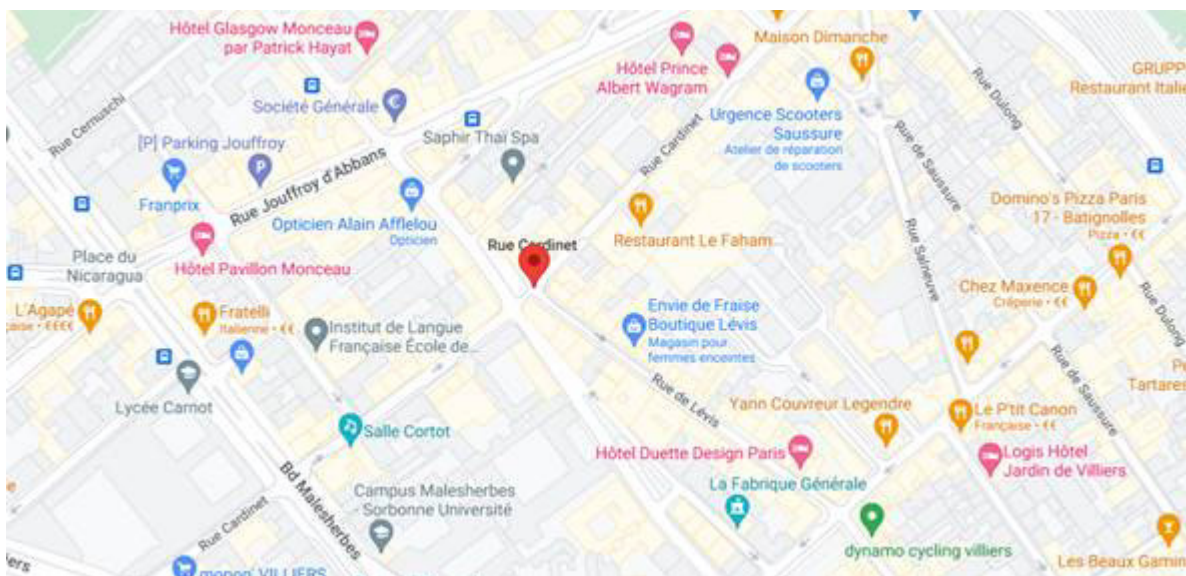 Hôtel Glasgow Monceau
par Patrick Hayat
Maison Dimanche
Hôtel Prince
Albert Wagram
Restaurant Italie
Rue Dulong
Rue Cernuschi
Société Générale
Saphir Thaï Spa
Urgence Scooters
Saussure
Atelier de réparation
de scooters
[P] Parking Jouffroy
Rue Jouffroy d'Abbans
Rue Cardinet
Rue de Saussure
Franprix
Opticien Alain Afflelou
Opticien
Domino's Pizza Paris
17 - Batignolles
Pizza • €€
Restaurant Le Faham...
Rue Cardinet
Place du
Nicaragua
Hôtel Pavillon Monceau
Rue Salneuve
Chez Maxence
Crêperie • €€
Rue Dulong
L'Agapé
çaise • €€€€
Fratelli
Italienne • €€
Institut de Langue
Française École de...
Envie de Fraise
Boutique Lévis
Magasin pour
femmes enceintes
Rue de Lévis
Rue de Saussure
Tartares
Lycée Carnot
Salle Cortot
Yann Couvreur Legendre
Le P'tit Canon
Française • €€
Hôtel Duette Design Paris
Logis Hôtel
Jardin de Villiers
La Fabrique Générale
Bd Malesherbes
Campus Malesherbes
- Sorbonne Université
Rue Cardinet
dynamo cycling villiers
Les Beaux Gamin
monop' VILLIERS